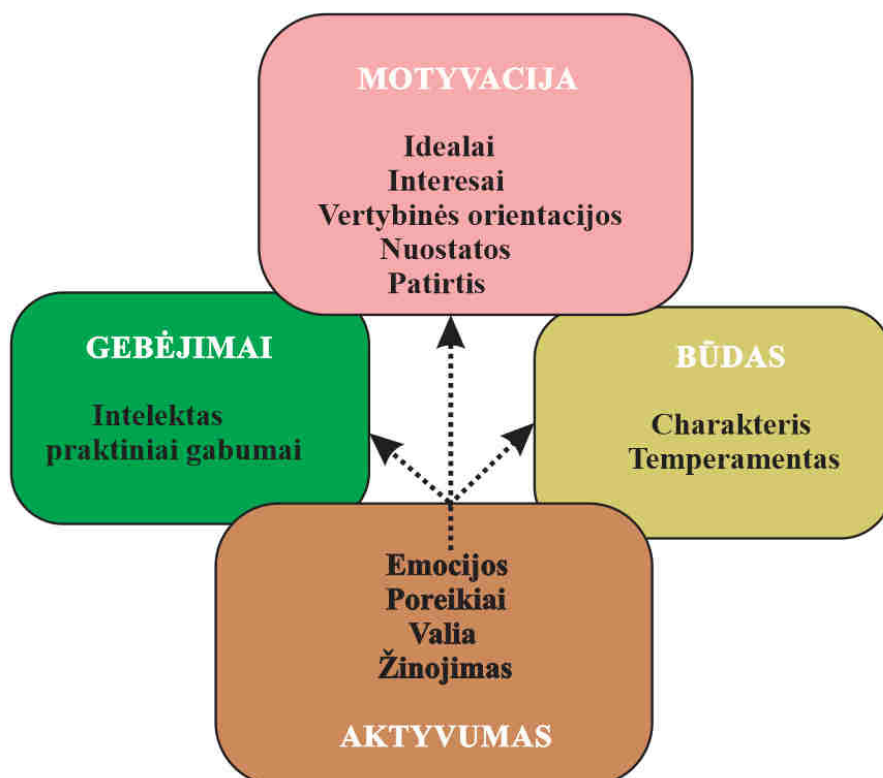 MOTYVACIJA
Idealai
Interesai
Vertybinės orientacijos
Nuostatos
Patirtis
GEBĖJIMAI
Intelektas
praktiniai gabumai
BŪDAS
Charakteris
Temperamentas
Emocijos
Poreikiai
Valia
Žinojimas
AKTYVUMAS